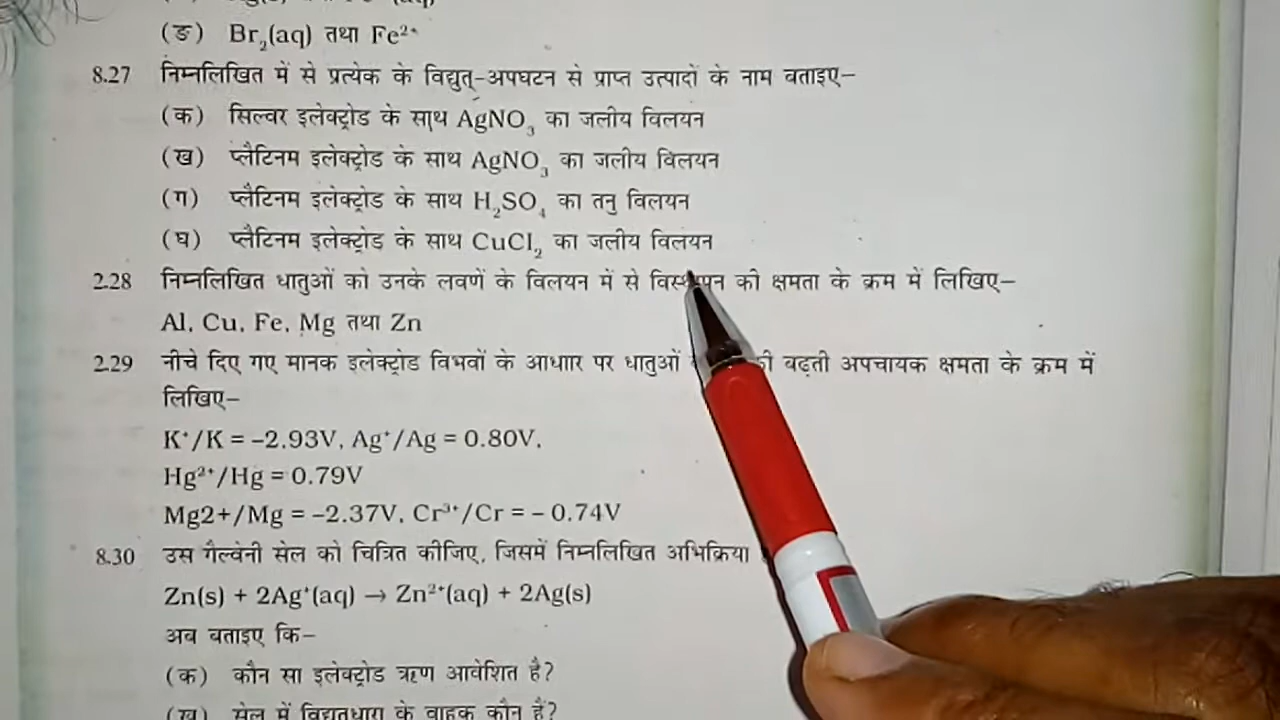 (ङ) Br₂(aq) तथा Fe²⁺
8.27 निम्नलिखित में से प्रत्येक के विद्युत्-अपघटन से प्राप्त उत्पादों के नाम बताइए–
(क) सिल्वर इलेक्ट्रोड के साथ AgNO₃ का जलीय विलयन
(ख) प्लैटिनम इलेक्ट्रोड के साथ AgNO₃ का जलीय विलयन
(ग) प्लैटिनम इलेक्ट्रोड के साथ H₂SO₄ का तनु विलयन
(घ) प्लैटिनम इलेक्ट्रोड के साथ CuCl₂ का जलीय विलयन
2.28 निम्नलिखित धातुओं को उनके लवणें के विलयन में से विस्थापन की क्षमता के क्रम में लिखिए–
Al, Cu, Fe, Mg तथा Zn
2.29 नीचे दिए गए मानक इलेक्ट्रोड विभवों के आधाार पर धातुओं की बढ़ती अपचायक क्षमता के क्रम में
लिखिए–
K⁺/K = –2.93V, Ag⁺/Ag = 0.80V,
Hg²⁺/Hg = 0.79V
Mg2+/Mg = –2.37V, Cr³⁺/Cr = – 0.74V
8.30 उस गैल्वेनी सेल को चित्रित कीजिए, जिसमें निम्नलिखित अभिक्रिया
Zn(s) + 2Ag⁺(aq) → Zn²⁺(aq) + 2Ag(s)
अब बताइए कि–
(क) कौन सा इलेक्ट्रोड ऋण आवेशित है?
(ख) सेल में विद्युतधारा के वाहक कौन हैं?